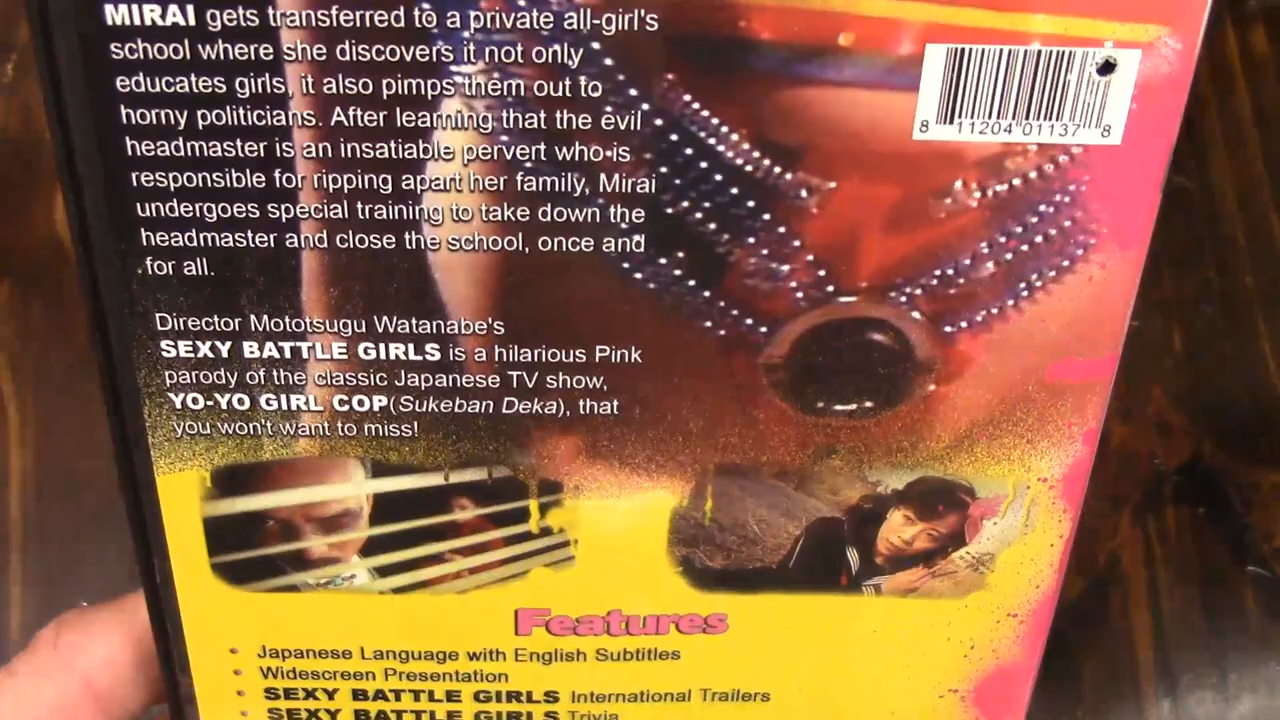 MIRAI gets transferred to a private all-girl's
school where she discovers it not only
educates girls, it also pimps them out to
horny politicians. After learning that the evil
headmaster is an insatiable pervert who is
responsible for ripping apart her family, Mirai
undergoes special training to take down the
headmaster and close the school, once and
for all.
Director Mototsugu Watanabe's
SEXY BATTLE GIRLS is a hilarious Pink
parody of the classic Japanese TV show,
YO-YO GIRL COP(Sukeban Deka), that
you won't want to miss!
8 11204 01137 8
Features
• Japanese Language with English Subtitles
• Widescreen Presentation
• SEXY BATTLE GIRLS International Trailers
• SEXY BATTLE GIRLS Trivia